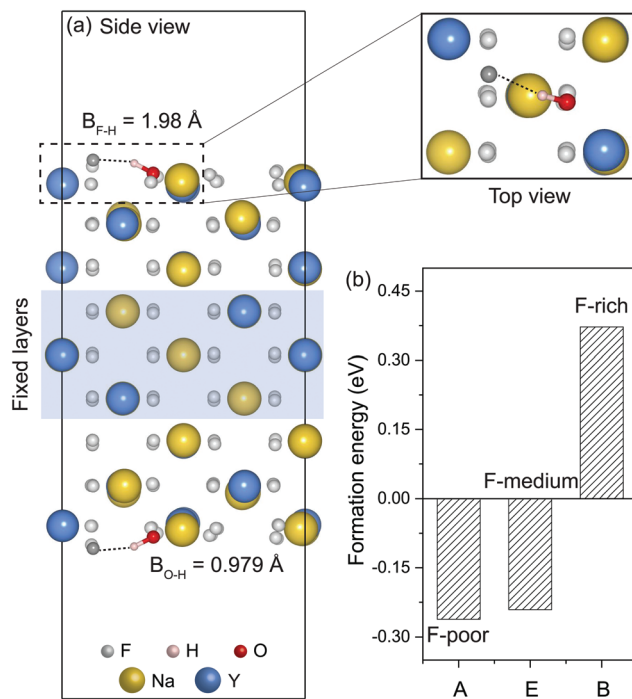 (a) Side view
B_F-H = 1.98 Å
Fixed layers
B_O-H = 0.979 Å
F H O
Na Y
Top view
(b)
Formation energy (eV)
0.45
0.30
0.15
0.00
-0.15
-0.30
F-rich
F-medium
F-poor
A E B